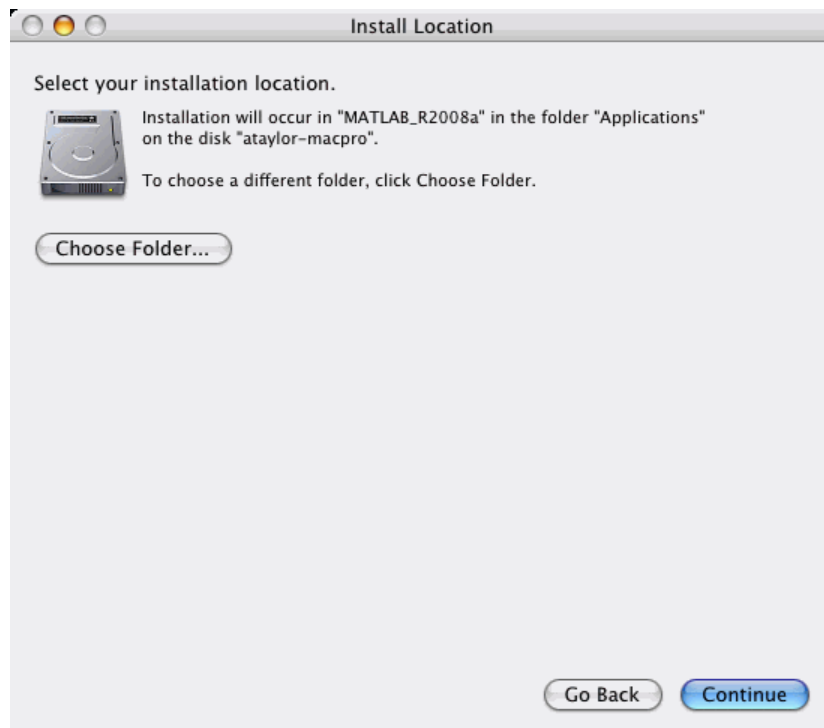 Install Location
Select your installation location.
Installation will occur in "MATLAB_R2008a" in the folder "Applications"
on the disk "ataylor-macpro".
To choose a different folder, click Choose Folder.
Choose Folder...
Go Back
Continue